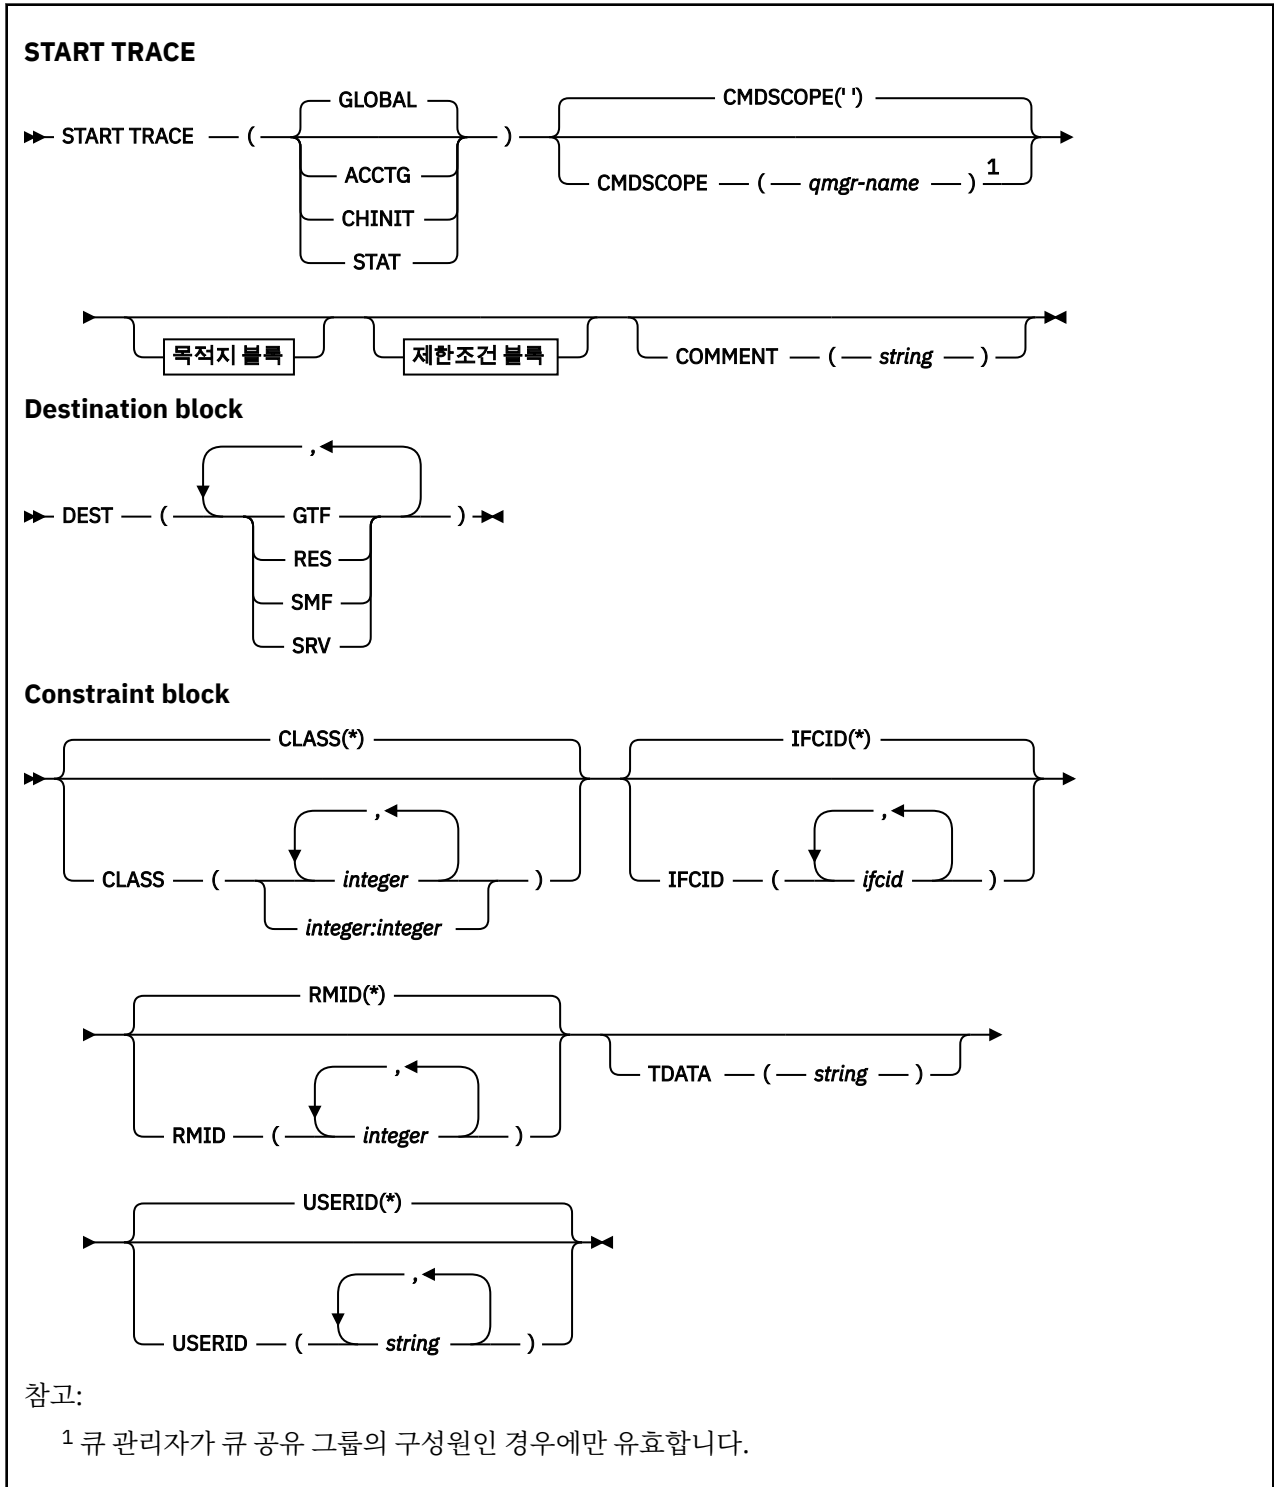 START TRACE
GLOBAL
CMDSCOPE(' ')
START TRACE ( )
ACCTG
CMDSCOPE ( qmgr-name ) 1
CHINIT
STAT
목적지 블록
제한조건 블록
COMMENT ( string )
Destination block
,
DEST ( GTF )
RES
SMF
SRV
Constraint block
CLASS(*)
IFCID(*)
,
,
CLASS ( integer )
IFCID ( ifcid )
integer:integer
RMID(*)
TDATA ( string )
,
RMID ( integer )
USERID(*)
,
USERID ( string )
참고:
1 큐 관리자가 큐 공유 그룹의 구성원인 경우에만 유효합니다.